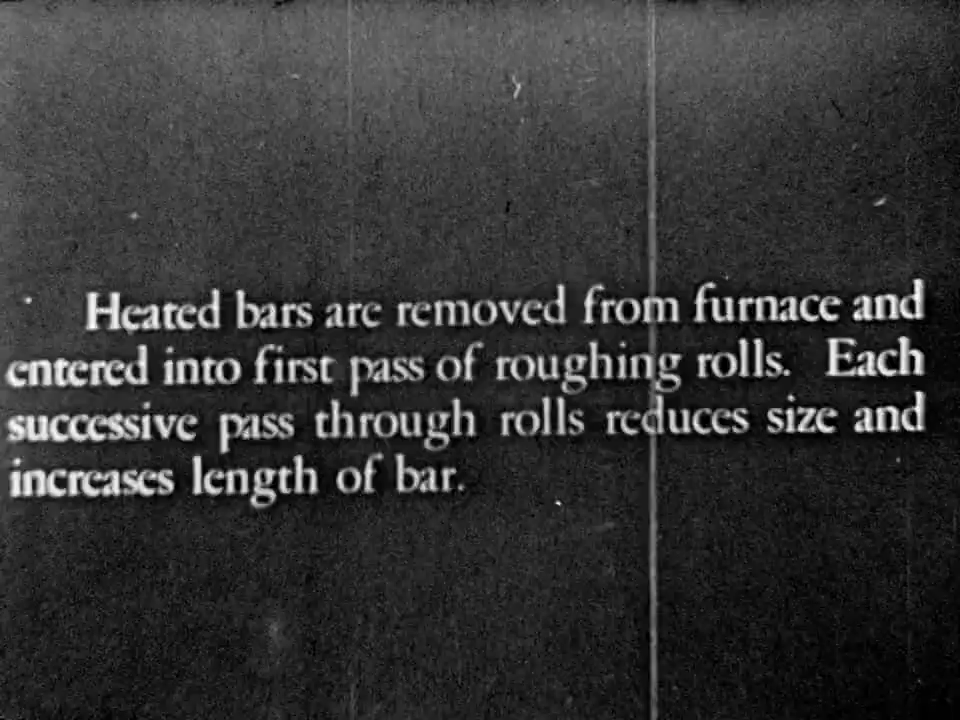 Heated bars are removed from furnace and
entered into first pass of roughing rolls. Each
successive pass through rolls reduces size and
increases length of bar.